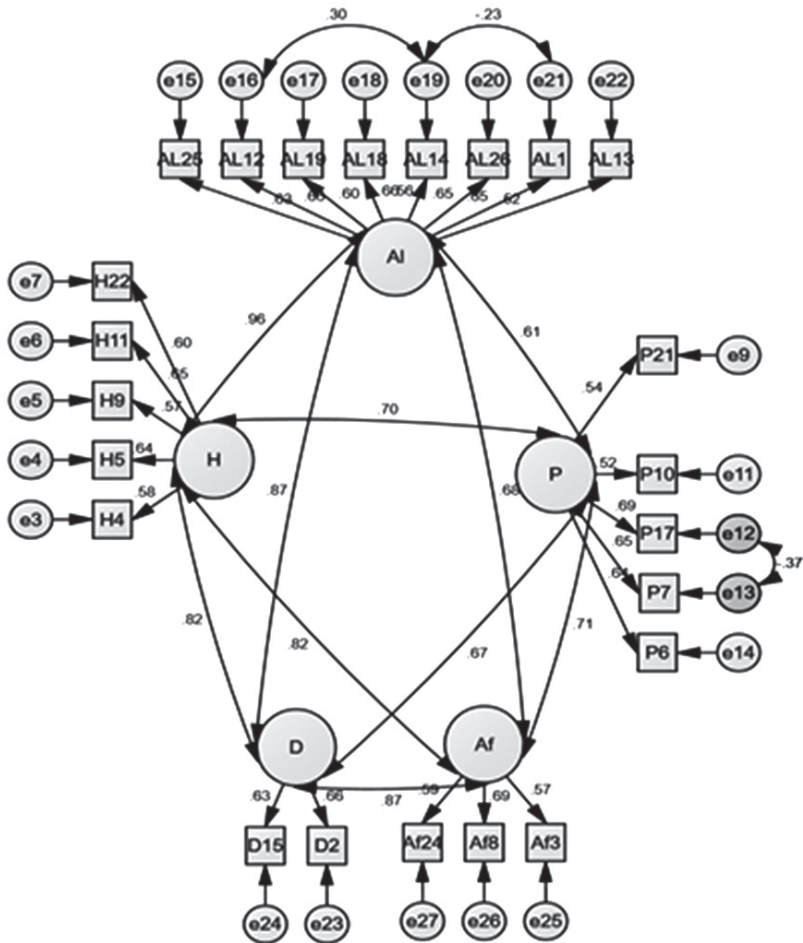 .30 -.23
e15 e16 e17 e18 e19 e20 e21 e22
AL25 AL12 AL19 AL18 AL14 AL26 AL1 AL13
.63 .60 .65 .65 .52
Al
e7 H22
.96 .61
e6 H11 .60
P21 e9
.65 .54
e5 H9 .57
.70
e4 H5 .64 H P .52 P10 e11
.58 .87 .68
e3 H4 .69 P17 e12
.65 -.37
P7 e13
.82 .82 .67 .71
P6 e14
D Af
.63 .66 .87 .59 .69 .57
D15 D2 Af24 Af8 Af3
e24 e23 e27 e26 e25